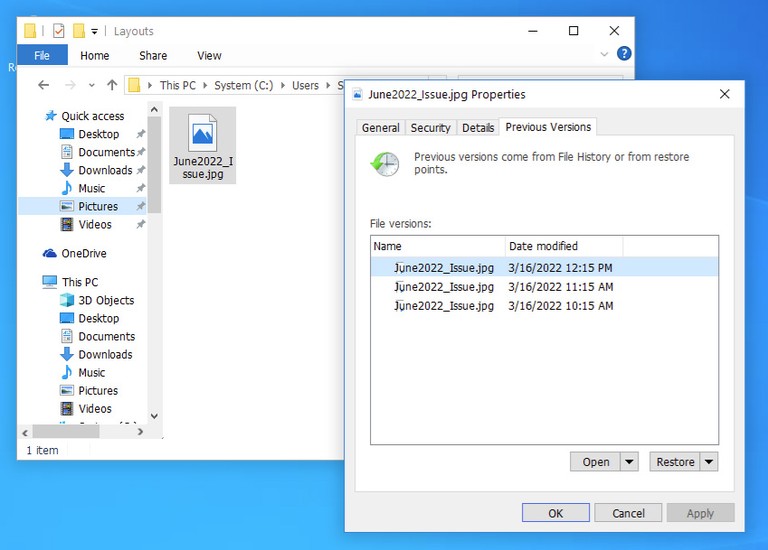 Layouts
File
Home
Share
View
This PC
System (C:)
Users
S
Quick access
Desktop
Documents
Downloads
Music
Pictures
Videos
OneDrive
This PC
3D Objects
Desktop
Documents
Downloads
Music
Pictures
Videos
1 item
June2022_I
ssue.jpg
June2022_Issue.jpg Properties
General
Security
Details
Previous Versions
Previous versions come from File History or from restore
points.
File versions:
Name
Date modified
June2022_Issue.jpg 3/16/2022 12:15 PM
June2022_Issue.jpg 3/16/2022 11:15 AM
June2022_Issue.jpg 3/16/2022 10:15 AM
Open
Restore
OK
Cancel
Apply